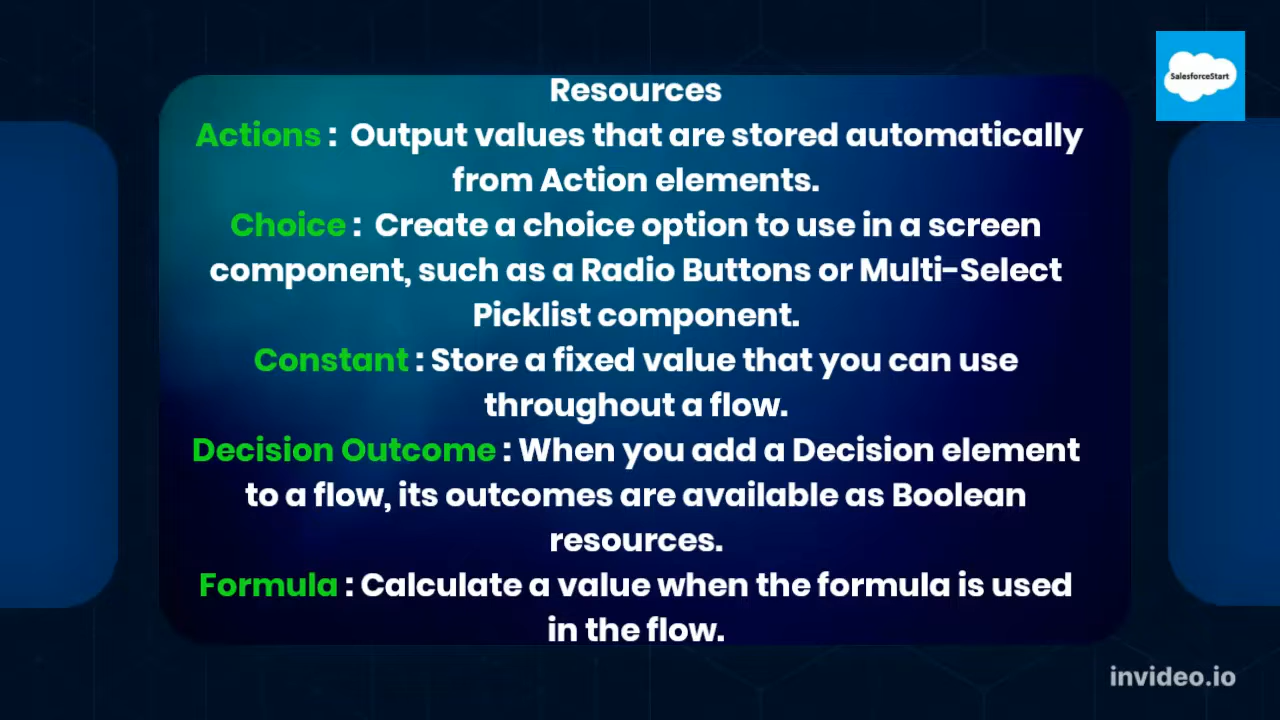 SalesforceStart
Resources
Actions : Output values that are stored automatically
from Action elements.
Choice : Create a choice option to use in a screen
component, such as a Radio Buttons or Multi-Select
Picklist component.
Constant : Store a fixed value that you can use
throughout a flow.
Decision Outcome : When you add a Decision element
to a flow, its outcomes are available as Boolean
resources.
Formula : Calculate a value when the formula is used
in the flow.
invideo.io